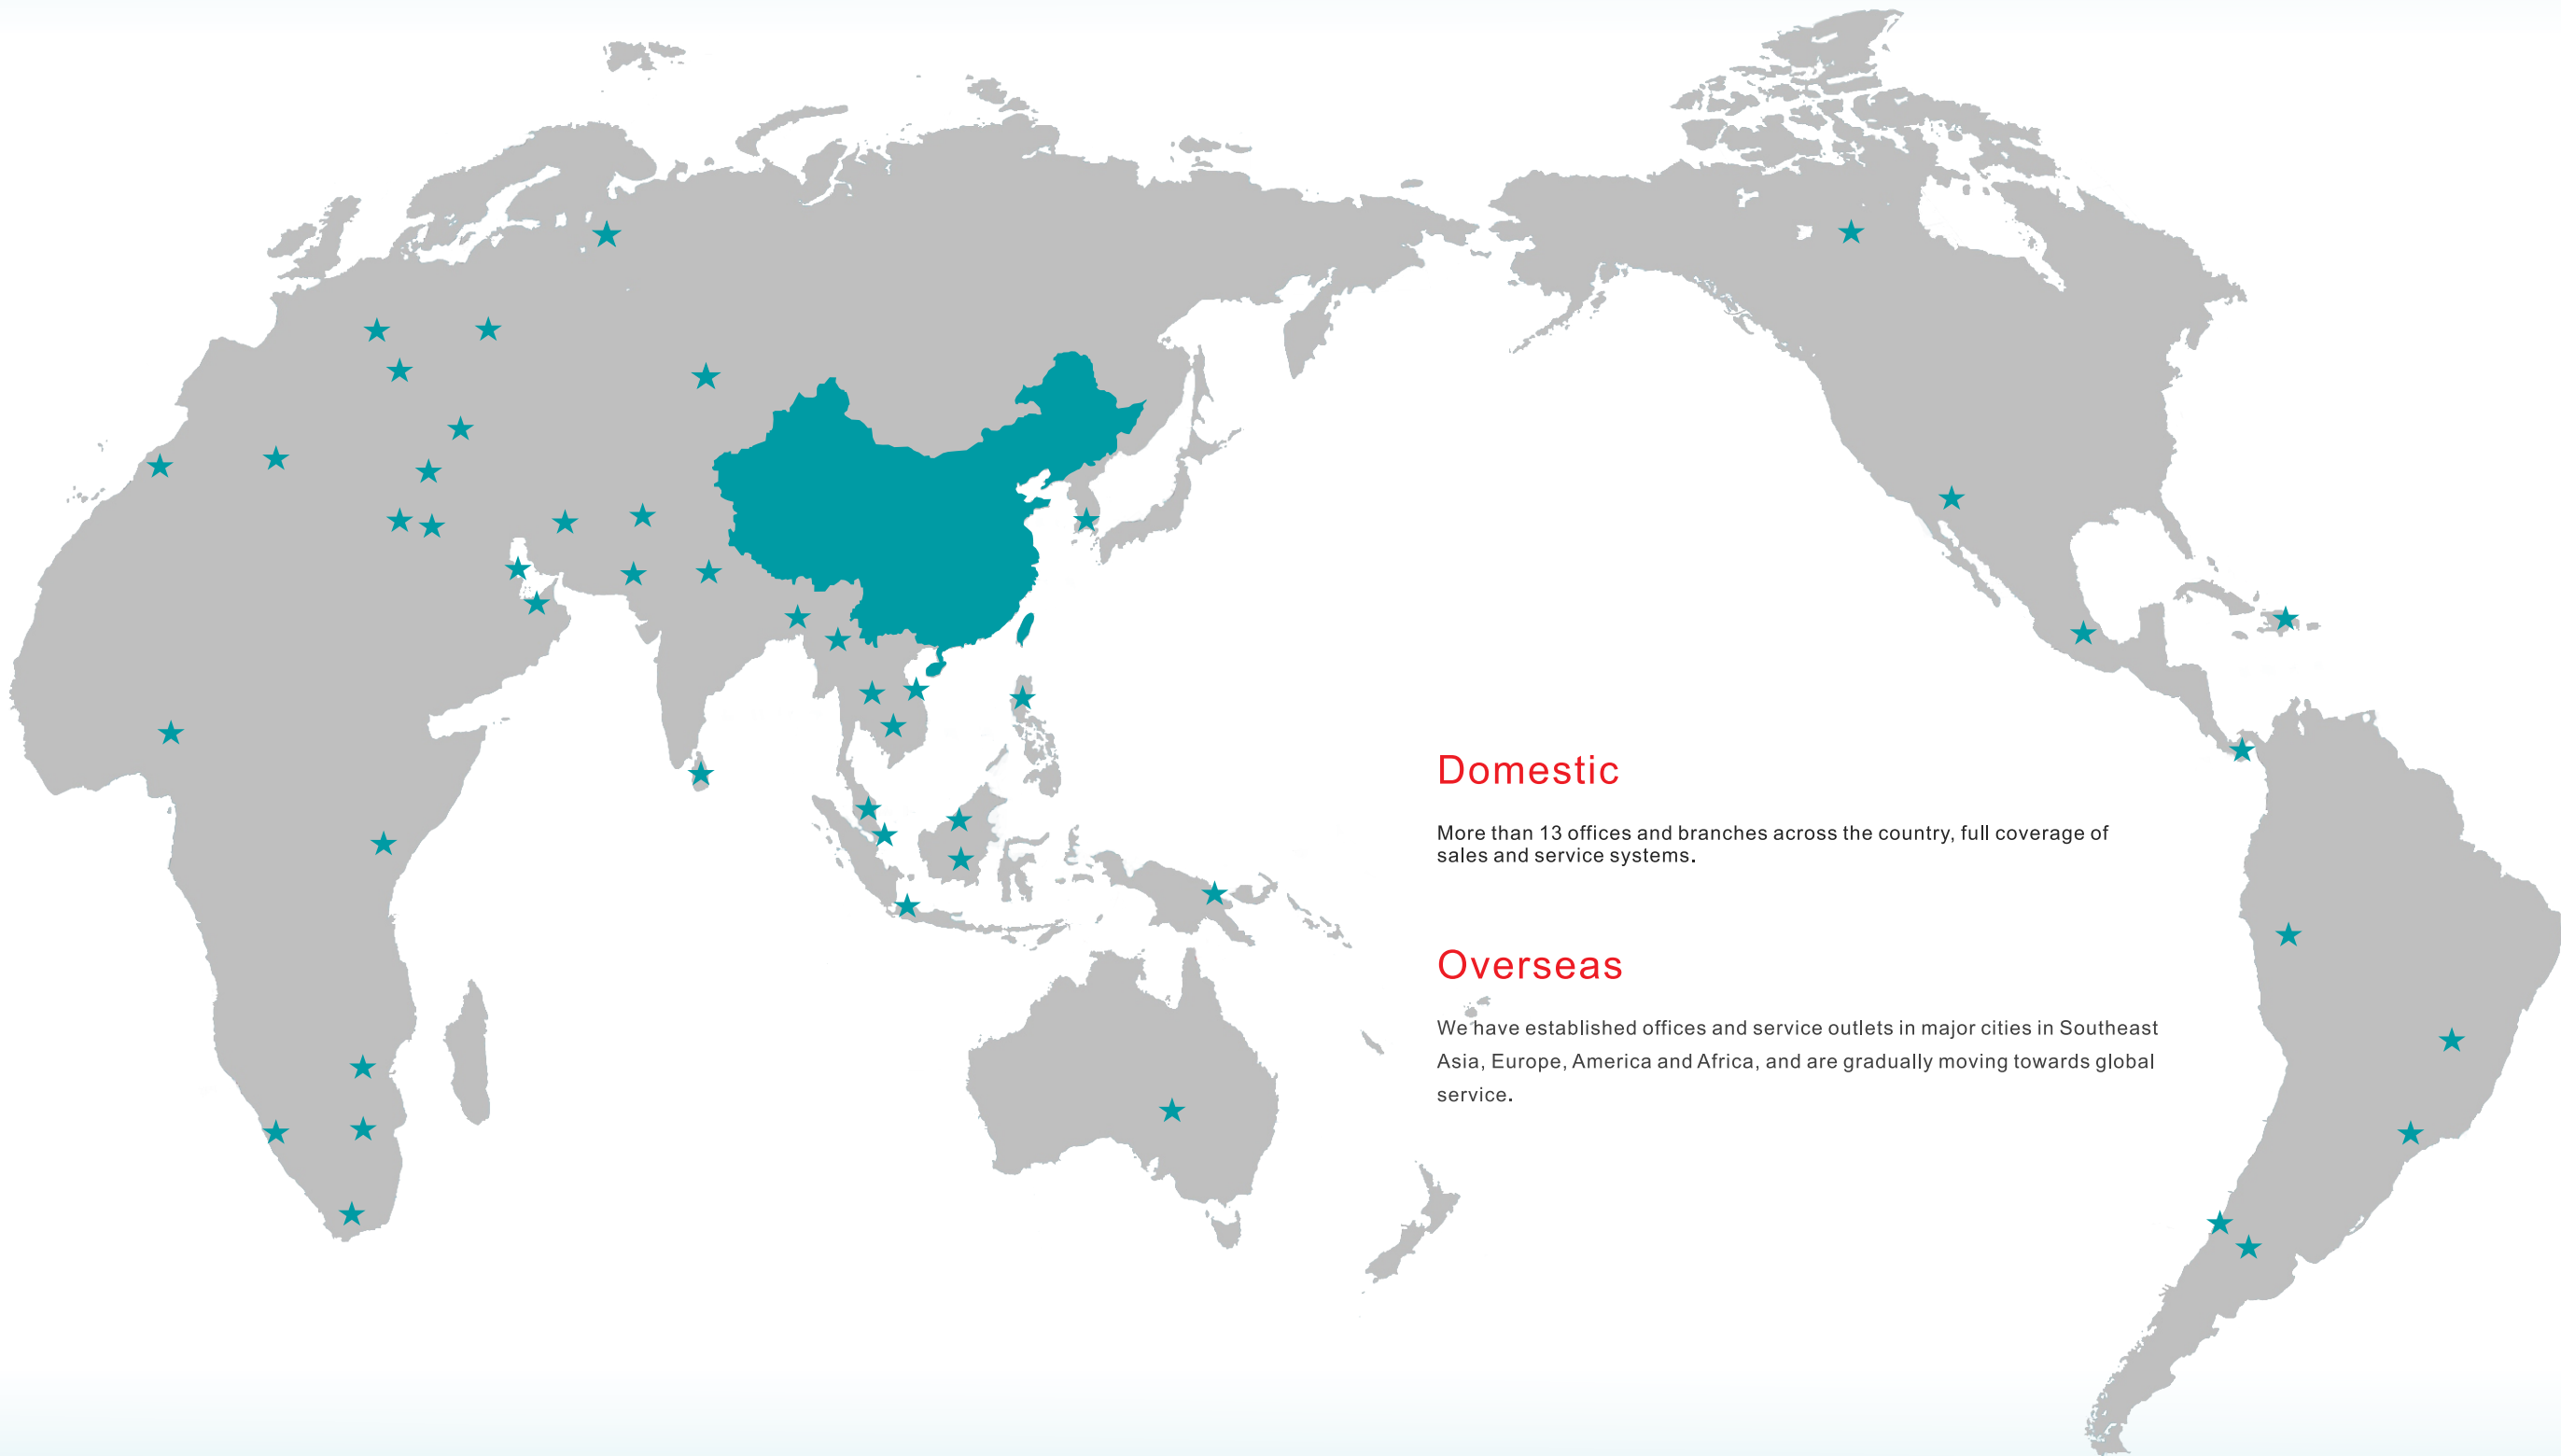 Domestic
More than 13 offices and branches across the country, full coverage of
sales and service systems.
Overseas
We have established offices and service outlets in major cities in Southeast
Asia, Europe, America and Africa, and are gradually moving towards global
service.